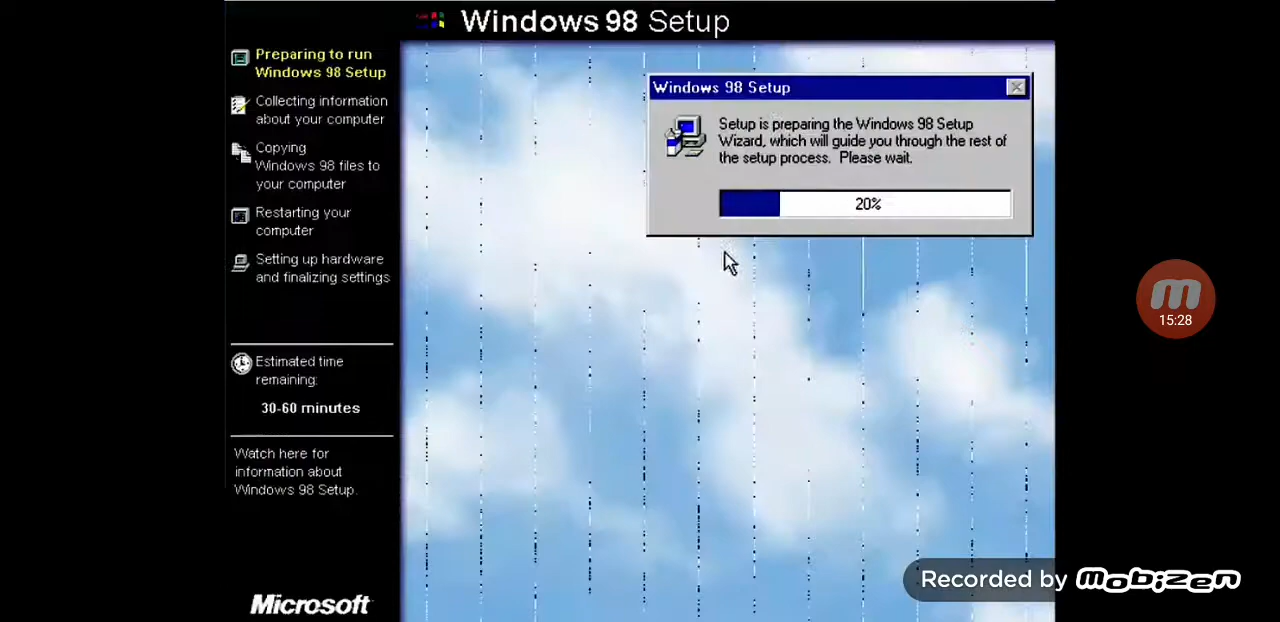 Windows 98 Setup
Preparing to run
Windows 98 Setup
Collecting information
about your computer
Copying
Windows 98 files to
your computer
Restarting your
computer
Setting up hardware
and finalizing settings
Estimated time
remaining:
30-60 minutes
Watch here for
information about
Windows 98 Setup.
Microsoft
Windows 98 Setup
Setup is preparing the Windows 98 Setup
Wizard, which will guide you through the rest of
the setup process. Please wait.
20%
15:28
Recorded by mobizen